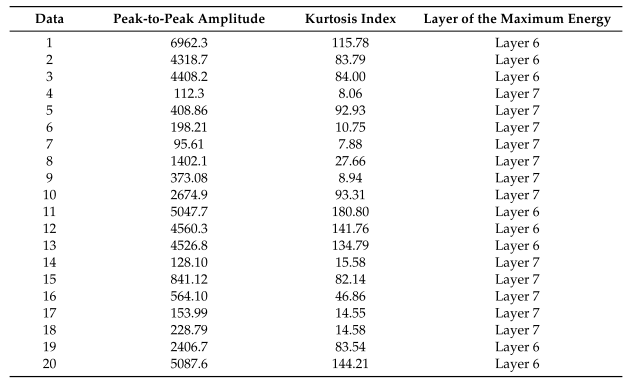 Data Peak-to-Peak Amplitude Kurtosis Index Layer of the Maximum Energy
1 6962.3 115.78 Layer 6
2 4318.7 83.79 Layer 6
3 4408.2 84.00 Layer 6
4 112.3 8.06 Layer 7
5 408.86 92.93 Layer 7
6 198.21 10.75 Layer 7
7 95.61 7.88 Layer 7
8 1402.1 27.66 Layer 7
9 373.08 8.94 Layer 7
10 2674.9 93.31 Layer 7
11 5047.7 180.80 Layer 6
12 4560.3 141.76 Layer 6
13 4526.8 134.79 Layer 6
14 128.10 15.58 Layer 7
15 841.12 82.14 Layer 7
16 564.10 46.86 Layer 7
17 153.99 14.55 Layer 7
18 228.79 14.58 Layer 7
19 2406.7 83.54 Layer 6
20 5087.6 144.21 Layer 6